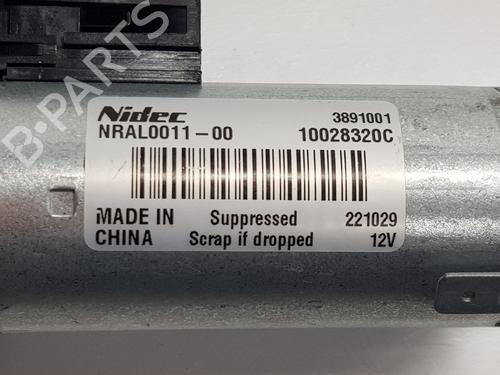 B-PARTS
Nidec 3891001
NRAL0011-00 10028320C
MADE IN Suppressed 221029
CHINA Scrap if dropped 12V